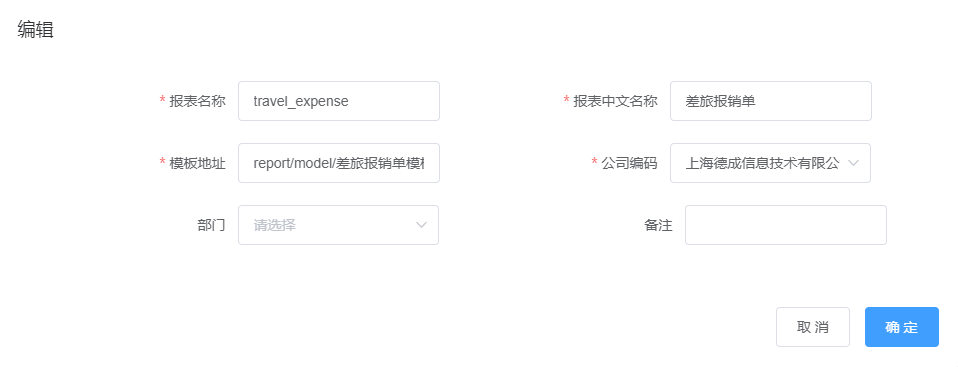 编辑
* 报表名称 travel_expense * 报表中文名称 差旅报销单
* 模板地址 report/model/差旅报销单模板 * 公司编码 上海德成信息技术有限公
部门 请选择 备注
取消 确定